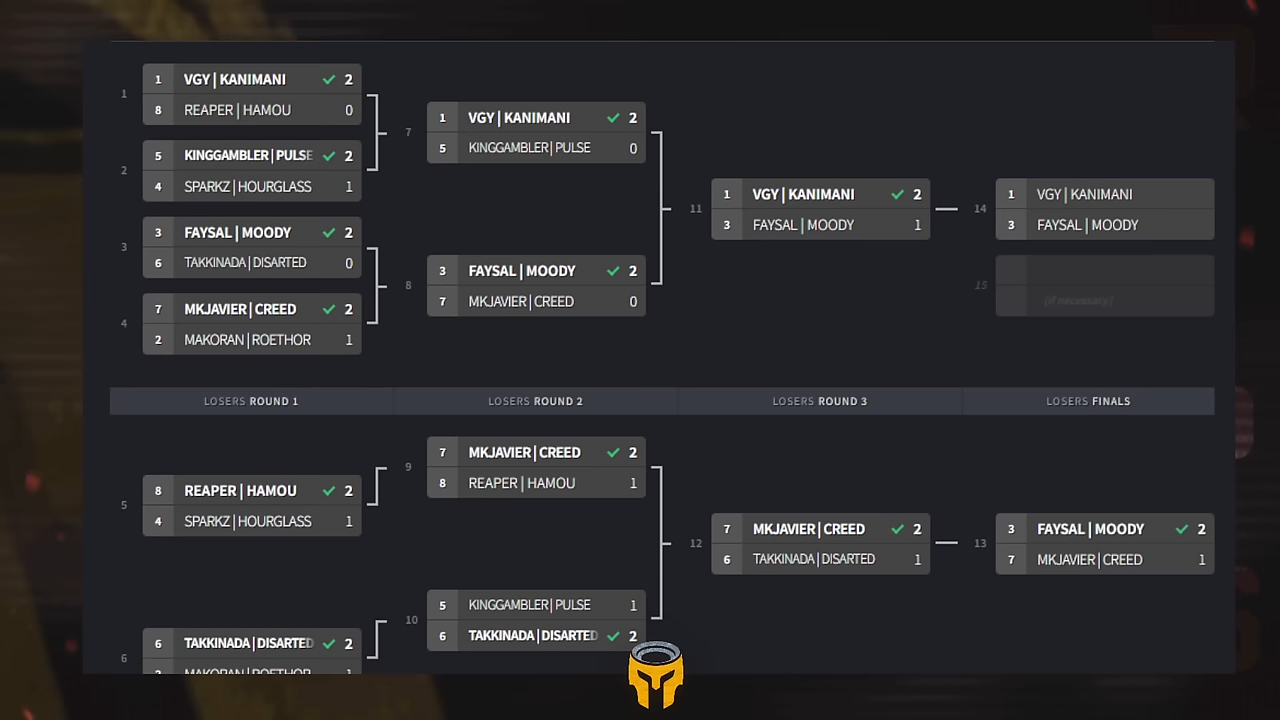 1
1 VGY | KANIMANI 2
8 REAPER | HAMOU 0
2
5 KINGGAMBLER | PULSE 2
4 SPARKZ | HOURGLASS 1
3
3 FAYSAL | MOODY 2
6 TAKKINADA | DISARTED 0
4
7 MKJAVIER | CREED 2
2 MAKORAN | ROETHOR 1
7
1 VGY | KANIMANI 2
5 KINGGAMBLER | PULSE 0
8
3 FAYSAL | MOODY 2
7 MKJAVIER | CREED 0
11
1 VGY | KANIMANI 2
3 FAYSAL | MOODY 1
14
1 VGY | KANIMANI
3 FAYSAL | MOODY
15
(if necessary)
LOSERS ROUND 1
LOSERS ROUND 2
LOSERS ROUND 3
LOSERS FINALS
5
8 REAPER | HAMOU 2
4 SPARKZ | HOURGLASS 1
6
6 TAKKINADA | DISARTED 2
2 MAKORAN | ROETHOR 1
9
7 MKJAVIER | CREED 2
8 REAPER | HAMOU 1
10
5 KINGGAMBLER | PULSE 1
6 TAKKINADA | DISARTED 2
12
7 MKJAVIER | CREED 2
6 TAKKINADA | DISARTED 1
13
3 FAYSAL | MOODY 2
7 MKJAVIER | CREED 1